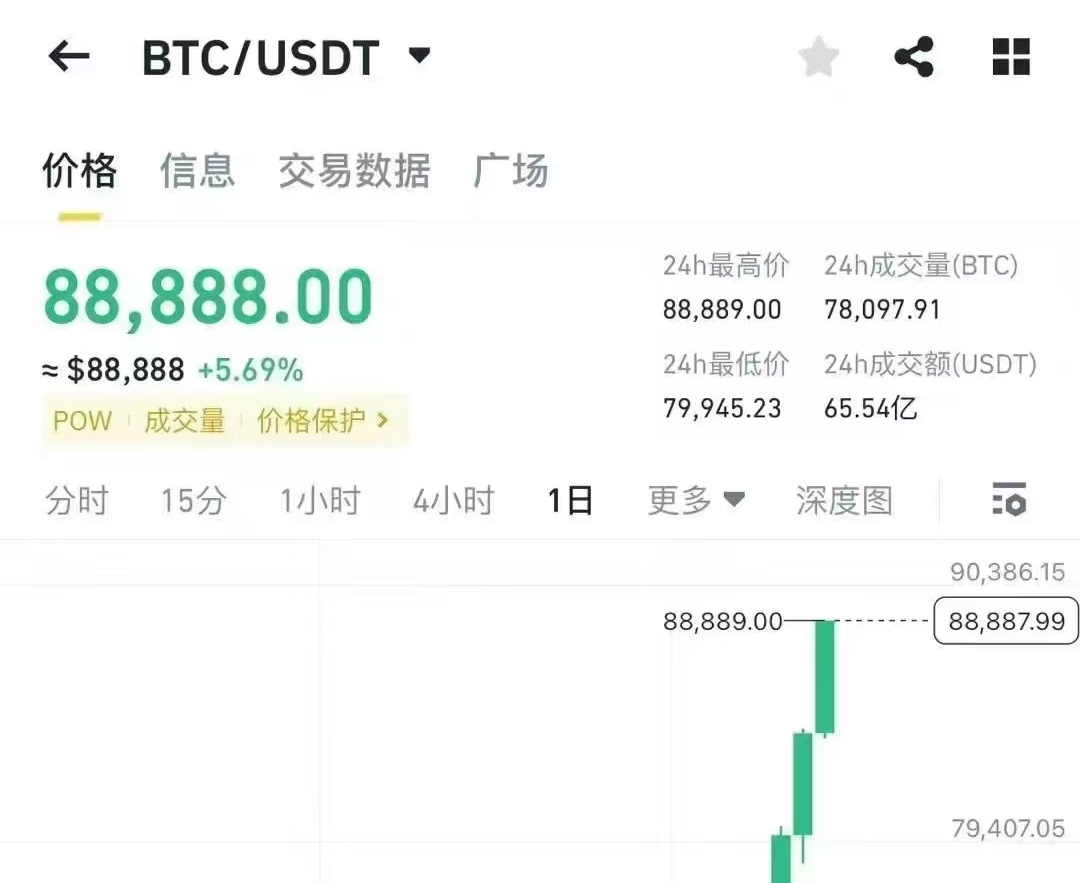 BTC/USDT
价格 信息 交易数据 广场
88,888.00
≈ $88,888 +5.69%
POW 成交量 价格保护
24h最高价 24h成交量(BTC)
88,889.00 78,097.91
24h最低价 24h成交额(USDT)
79,945.23 65.54亿
分时 15分 1小时 4小时 1日 更多 深度图
90,386.15
88,889.00 88,887.99
79,407.05